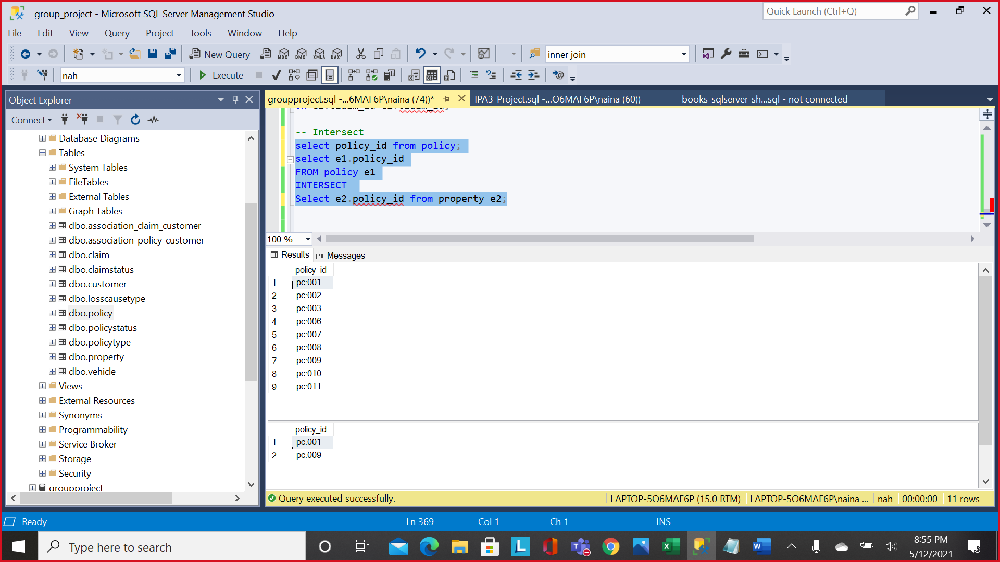 group_project - Microsoft SQL Server Management Studio
Quick Launch (Ctrl+Q)
File Edit View Query Project Tools Window Help
New Query MDX DMX XMLA DAX inner join
nah Execute
Object Explorer
groupproject.sql -...6MAF6P\naina (74))* IPA3_Project.sql -...O6MAF6P\naina (60)) books_sqlserver_sh...sql - not connected
Connect
Database Diagrams
Tables
System Tables
FileTables
External Tables
Graph Tables
dbo.association_claim_customer
dbo.association_policy_customer
dbo.claim
dbo.claimstatus
dbo.customer
dbo.losscausetype
dbo.policy
dbo.policystatus
dbo.policytype
dbo.property
dbo.vehicle
Views
External Resources
Synonyms
Programmability
Service Broker
Storage
Security
groupproject
-- Intersect
select policy_id from policy;
select e1.policy_id
FROM policy e1
INTERSECT
Select e2.policy_id from property e2;
100 %
Results Messages
policy_id
1 pc:001
2 pc:002
3 pc:003
4 pc:006
5 pc:007
6 pc:008
7 pc:009
8 pc:010
9 pc:011
policy_id
1 pc:001
2 pc:009
Query executed successfully. LAPTOP-5O6MAF6P (15.0 RTM) LAPTOP-5O6MAF6P\naina ... nah 00:00:00 11 rows
Ready Ln 369 Col 1 Ch 1 INS
Type here to search
8:55 PM
5/12/2021